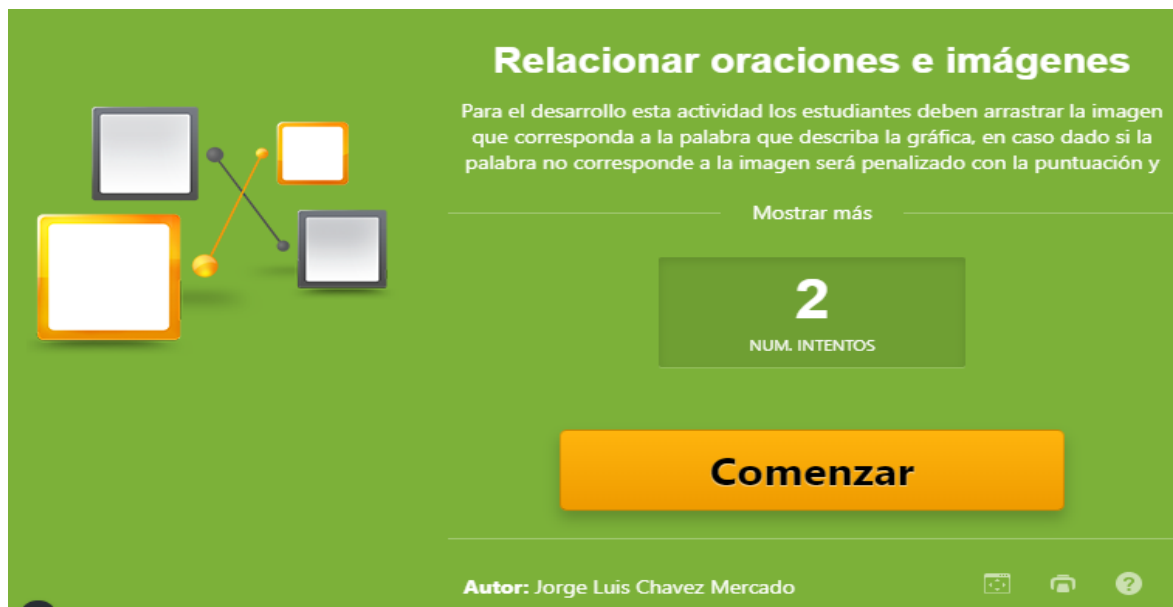 Relacionar oraciones e imágenes
Para el desarrollo esta actividad los estudiantes deben arrastrar la imagen
que corresponda a la palabra que describa la gráfica, en caso dado si la
palabra no corresponde a la imagen será penalizado con la puntuación y
Mostrar más
2
NUM. INTENTOS
Comenzar
Autor: Jorge Luis Chavez Mercado
?